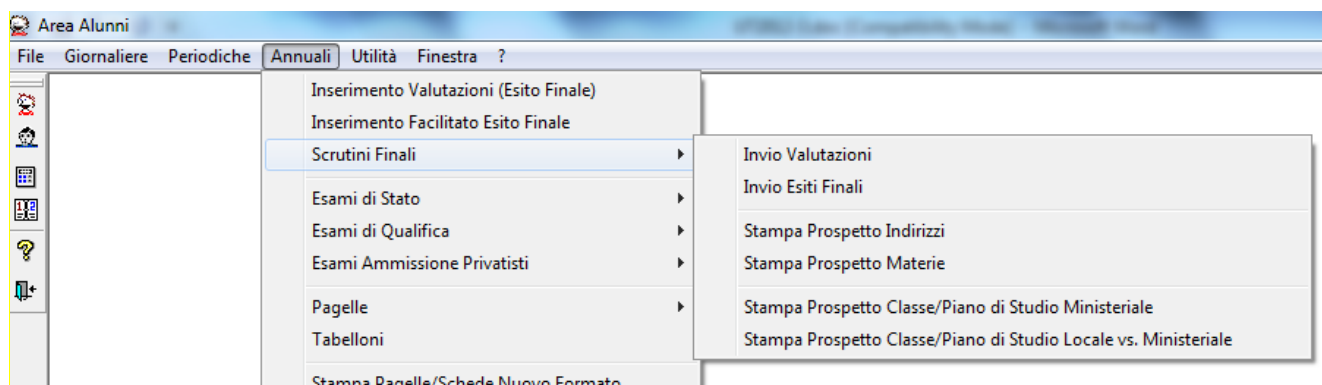 Area Alunni
File Giornaliere Periodiche Annuali Utilità Finestra ?
Inserimento Valutazioni (Esito Finale)
Inserimento Facilitato Esito Finale
Scrutini Finali
Esami di Stato
Esami di Qualifica
Esami Ammissione Privatisti
Pagelle
Tabelloni
Stampa Pagelle/Schede Nuovo Formato
Invio Valutazioni
Invio Esiti Finali
Stampa Prospetto Indirizzi
Stampa Prospetto Materie
Stampa Prospetto Classe/Piano di Studio Ministeriale
Stampa Prospetto Classe/Piano di Studio Locale vs. Ministeriale